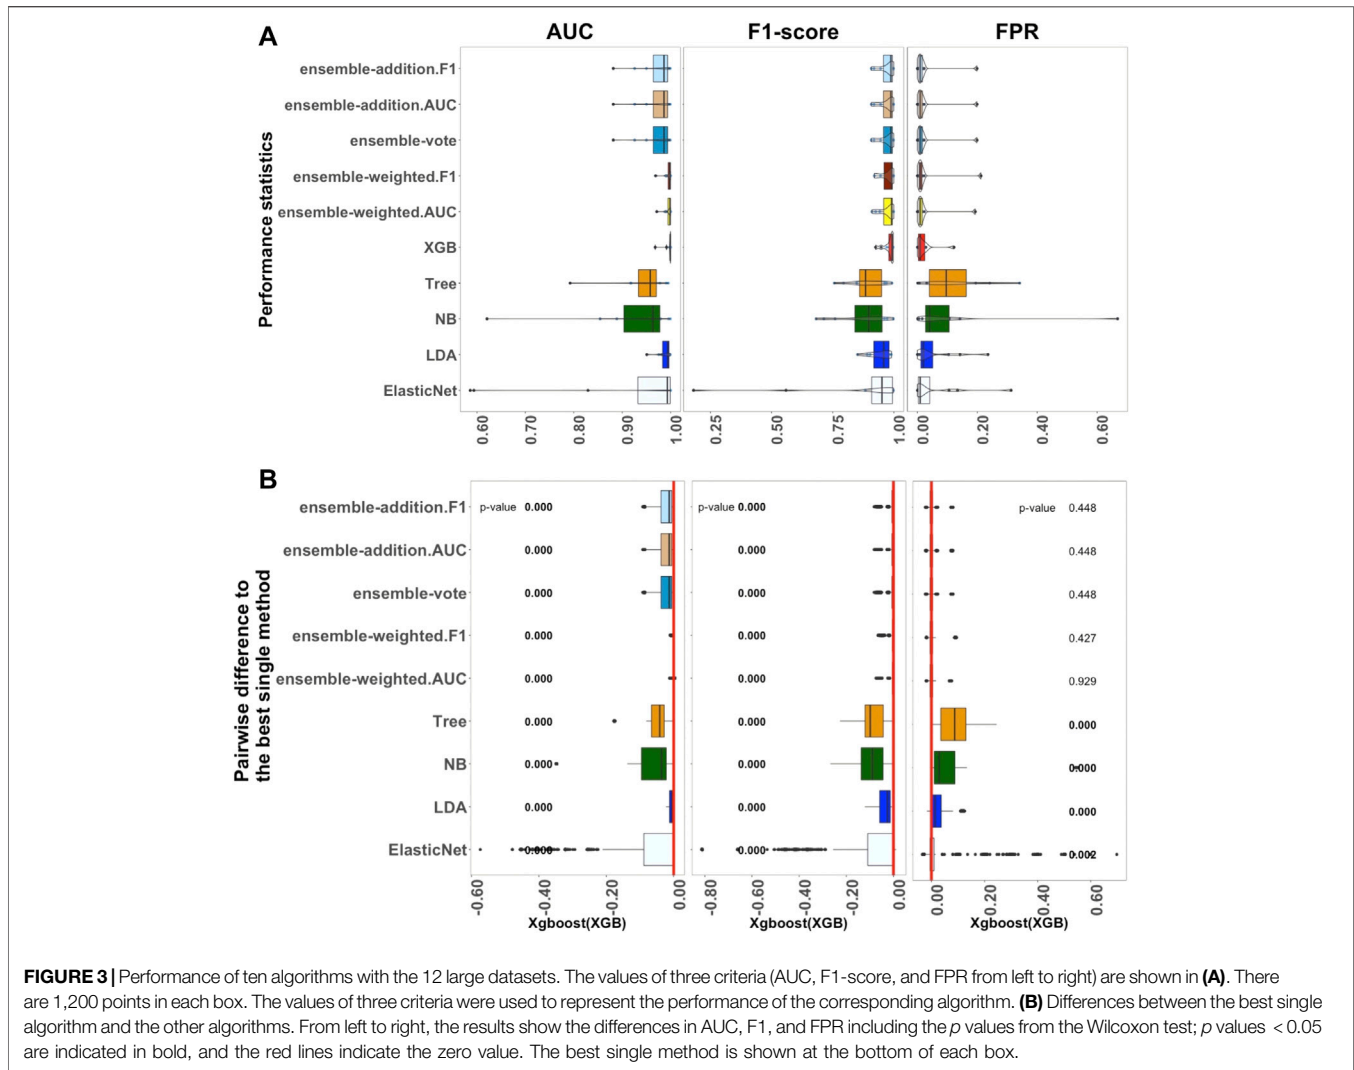 A
AUC F1-score FPR
Performance statistics
ensemble-addition.F1
ensemble-addition.AUC
ensemble-vote
ensemble-weighted.F1
ensemble-weighted.AUC
XGB
Tree
NB
LDA
ElasticNet
0.60 0.70 0.80 0.90 1.00 0.25 0.50 0.75 1.00 0.00 0.20 0.40 0.60
B
Pairwise difference to
the best single method
ensemble-addition.F1 p-value 0.000 p-value 0.000 p-value 0.448
ensemble-addition.AUC 0.000 0.000 0.448
ensemble-vote 0.000 0.000 0.448
ensemble-weighted.F1 0.000 0.000 0.427
ensemble-weighted.AUC 0.000 0.000 0.929
Tree 0.000 0.000 0.000
NB 0.000 0.000 0.000
LDA 0.000 0.000 0.000
ElasticNet 0.000 0.000 0.002
-0.60 -0.40 -0.20 0.00 -0.80 -0.60 -0.40 -0.20 0.00 0.00 0.20 0.40 0.60
Xgboost(XGB) Xgboost(XGB) Xgboost(XGB)
FIGURE 3 | Performance of ten algorithms with the 12 large datasets. The values of three criteria (AUC, F1-score, and FPR from left to right) are shown in (A). There
are 1,200 points in each box. The values of three criteria were used to represent the performance of the corresponding algorithm. (B) Differences between the best single
algorithm and the other algorithms. From left to right, the results show the differences in AUC, F1, and FPR including the p values from the Wilcoxon test; p values < 0.05
are indicated in bold, and the red lines indicate the zero value. The best single method is shown at the bottom of each box.